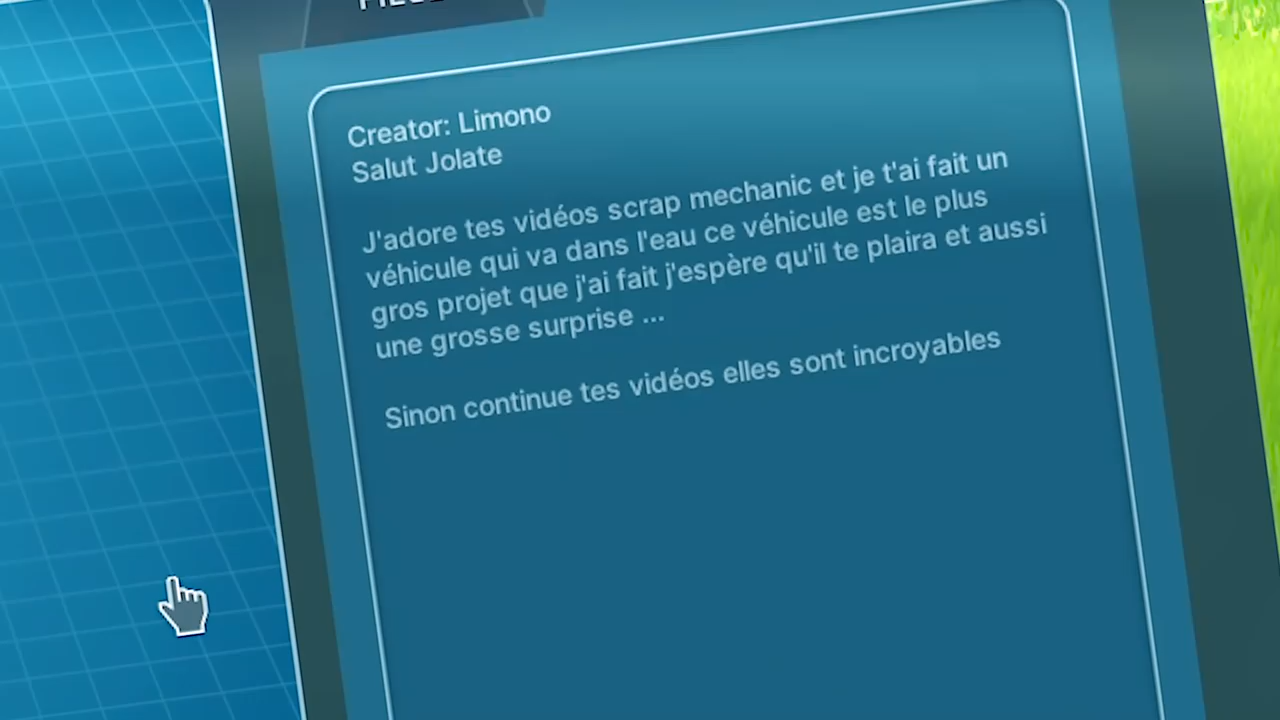 Creator: Limono
Salut Jolate
J'adore tes vidéos scrap mechanic et je t'ai fait un
véhicule qui va dans l'eau ce véhicule est le plus
gros projet que j'ai fait j'espère qu'il te plaira et aussi
une grosse surprise ...
Sinon continue tes vidéos elles sont incroyables